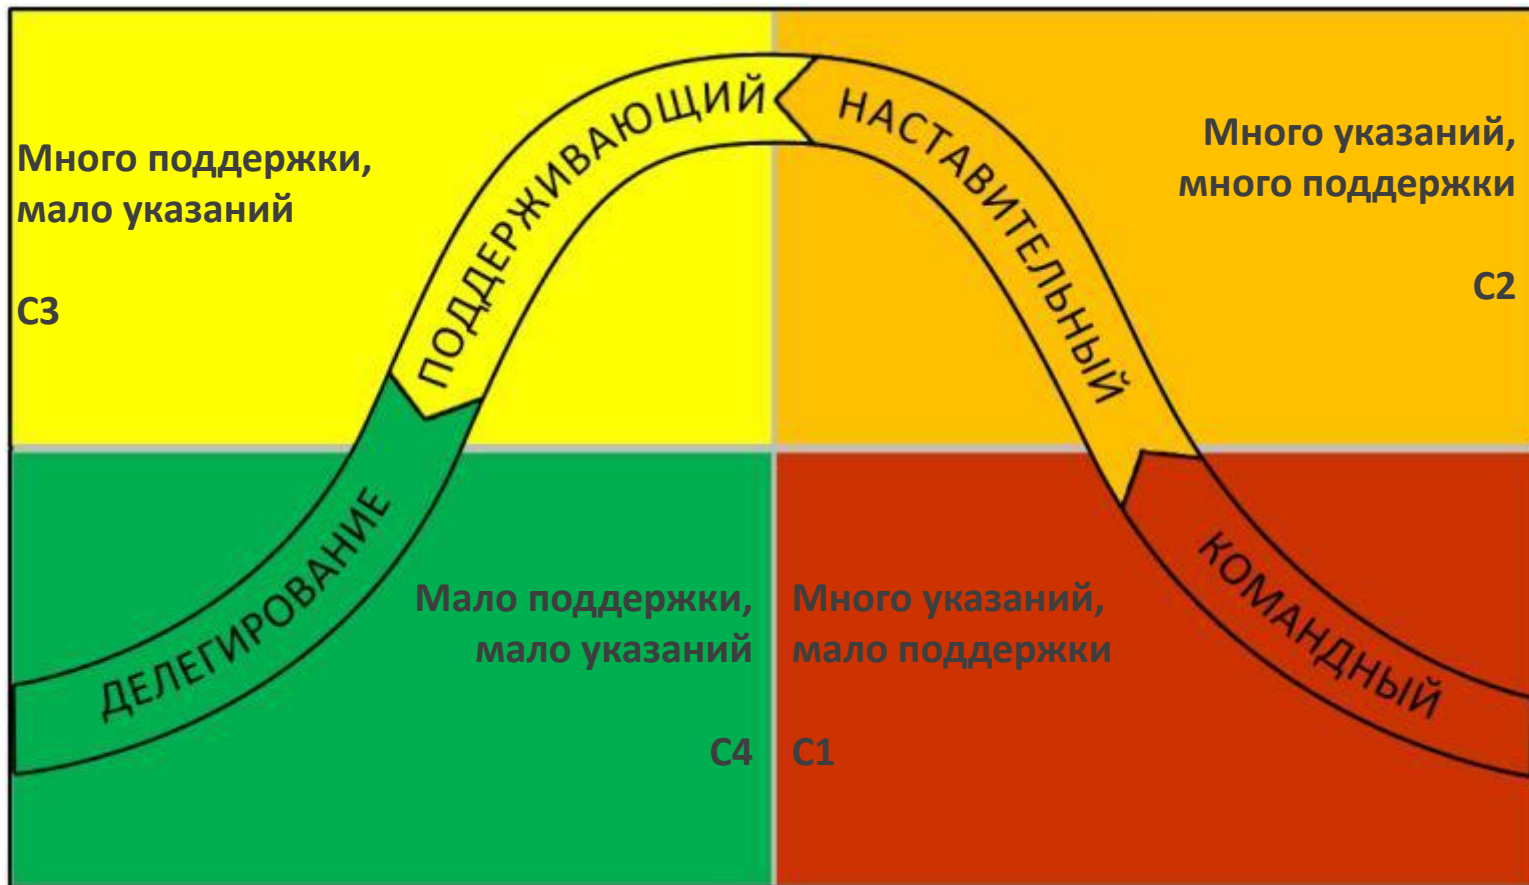 Много поддержки,
мало указаний
С3
ПОДДЕРЖИВАЮЩИЙ
НАСТАВИТЕЛЬНЫЙ
Много указаний,
много поддержки
С2
ДЕЛЕГИРОВАНИЕ
Мало поддержки,
мало указаний
С4
Много указаний,
мало поддержки
С1
КОМАНДНЫЙ